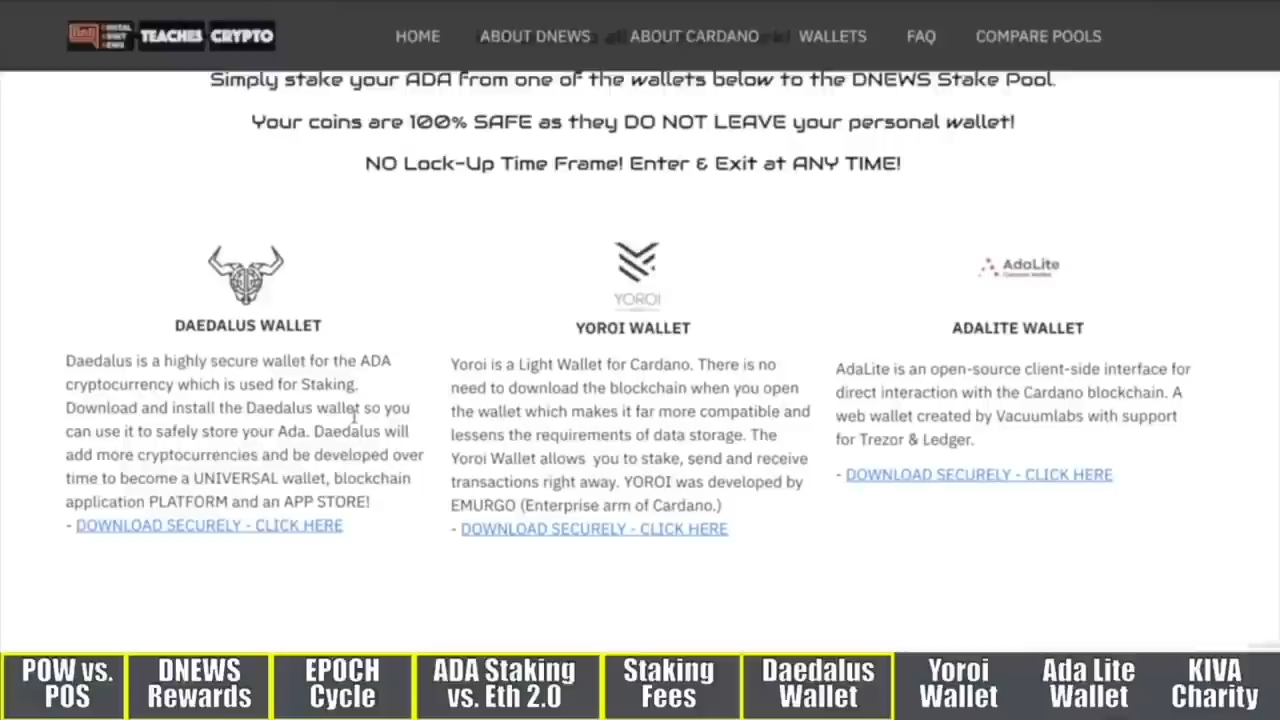 TEACHES CRYPTO
HOME ABOUT DNEWS ABOUT CARDANO WALLETS FAQ COMPARE POOLS
Simply stake your ADA from one of the wallets below to the DNEWS Stake Pool.
Your coins are 100% SAFE as they DO NOT LEAVE your personal wallet!
NO Lock-Up Time Frame! Enter & Exit at ANY TIME!
DAEDALUS WALLET
Daedalus is a highly secure wallet for the ADA
cryptocurrency which is used for Staking.
Download and install the Daedalus wallet so you
can use it to safely store your Ada. Daedalus will
add more cryptocurrencies and be developed over
time to become a UNIVERSAL wallet, blockchain
application PLATFORM and an APP STORE!
- DOWNLOAD SECURELY - CLICK HERE
YOROI
YOROI WALLET
Yoroi is a Light Wallet for Cardano. There is no
need to download the blockchain when you open
the wallet which makes it far more compatible and
lessens the requirements of data storage. The
Yoroi Wallet allows you to stake, send and receive
transactions right away. YOROI was developed by
EMURGO (Enterprise arm of Cardano.)
- DOWNLOAD SECURELY - CLICK HERE
AdaLite
ADALITE WALLET
AdaLite is an open-source client-side interface for
direct interaction with the Cardano blockchain. A
web wallet created by Vacuumlabs with support
for Trezor & Ledger.
- DOWNLOAD SECURELY - CLICK HERE
POW vs.
POS
DNEWS
Rewards
EPOCH
Cycle
ADA Staking
vs. Eth 2.0
Staking
Fees
Daedalus
Wallet
Yoroi
Wallet
Ada Lite
Wallet
KIVA
Charity